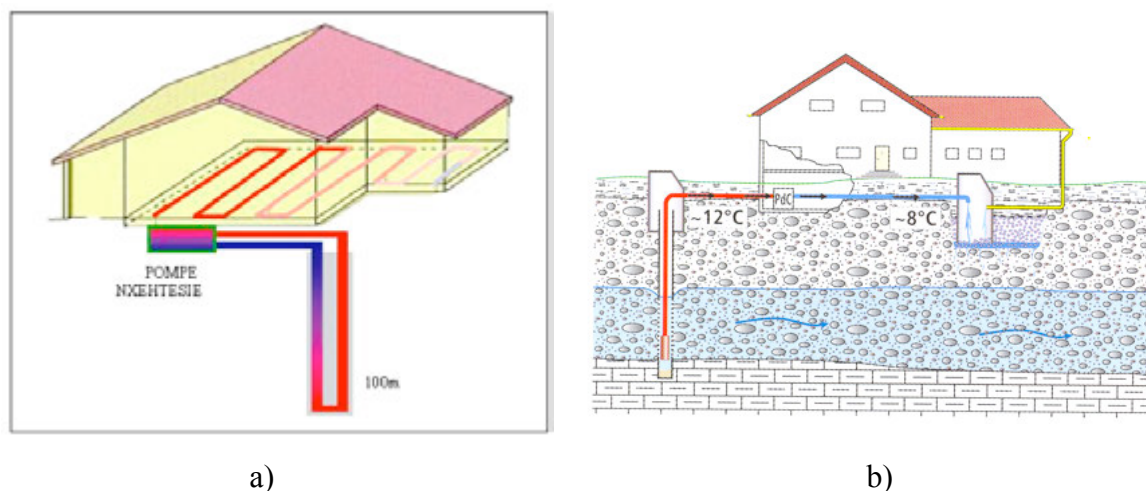 POMPE
NXEHTESIE
100m
~12°C
PdC
~8°C
a)
b)